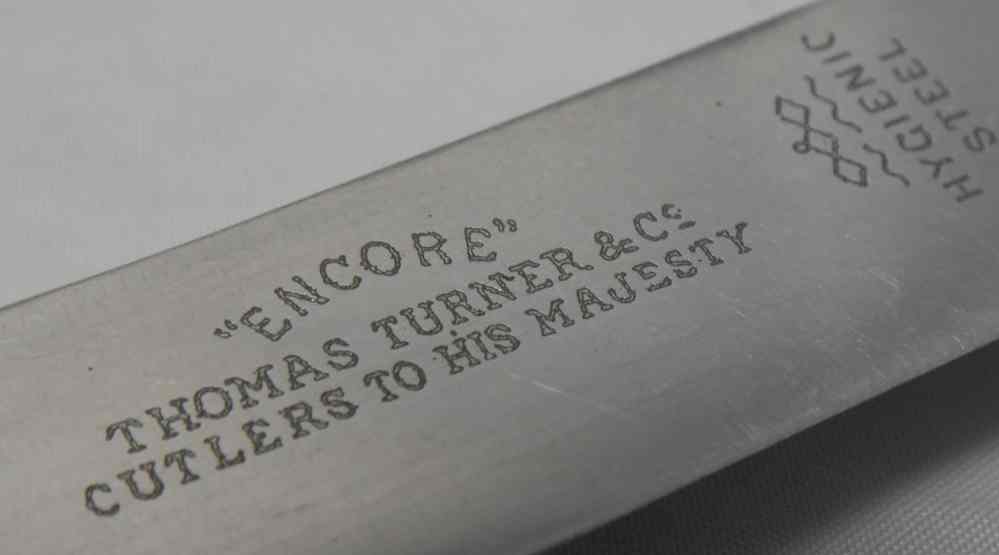 "ENCORE"
THOMAS TURNER & Cº
CUTLERS TO HIS MAJESTY
HYGIENIC
STEEL